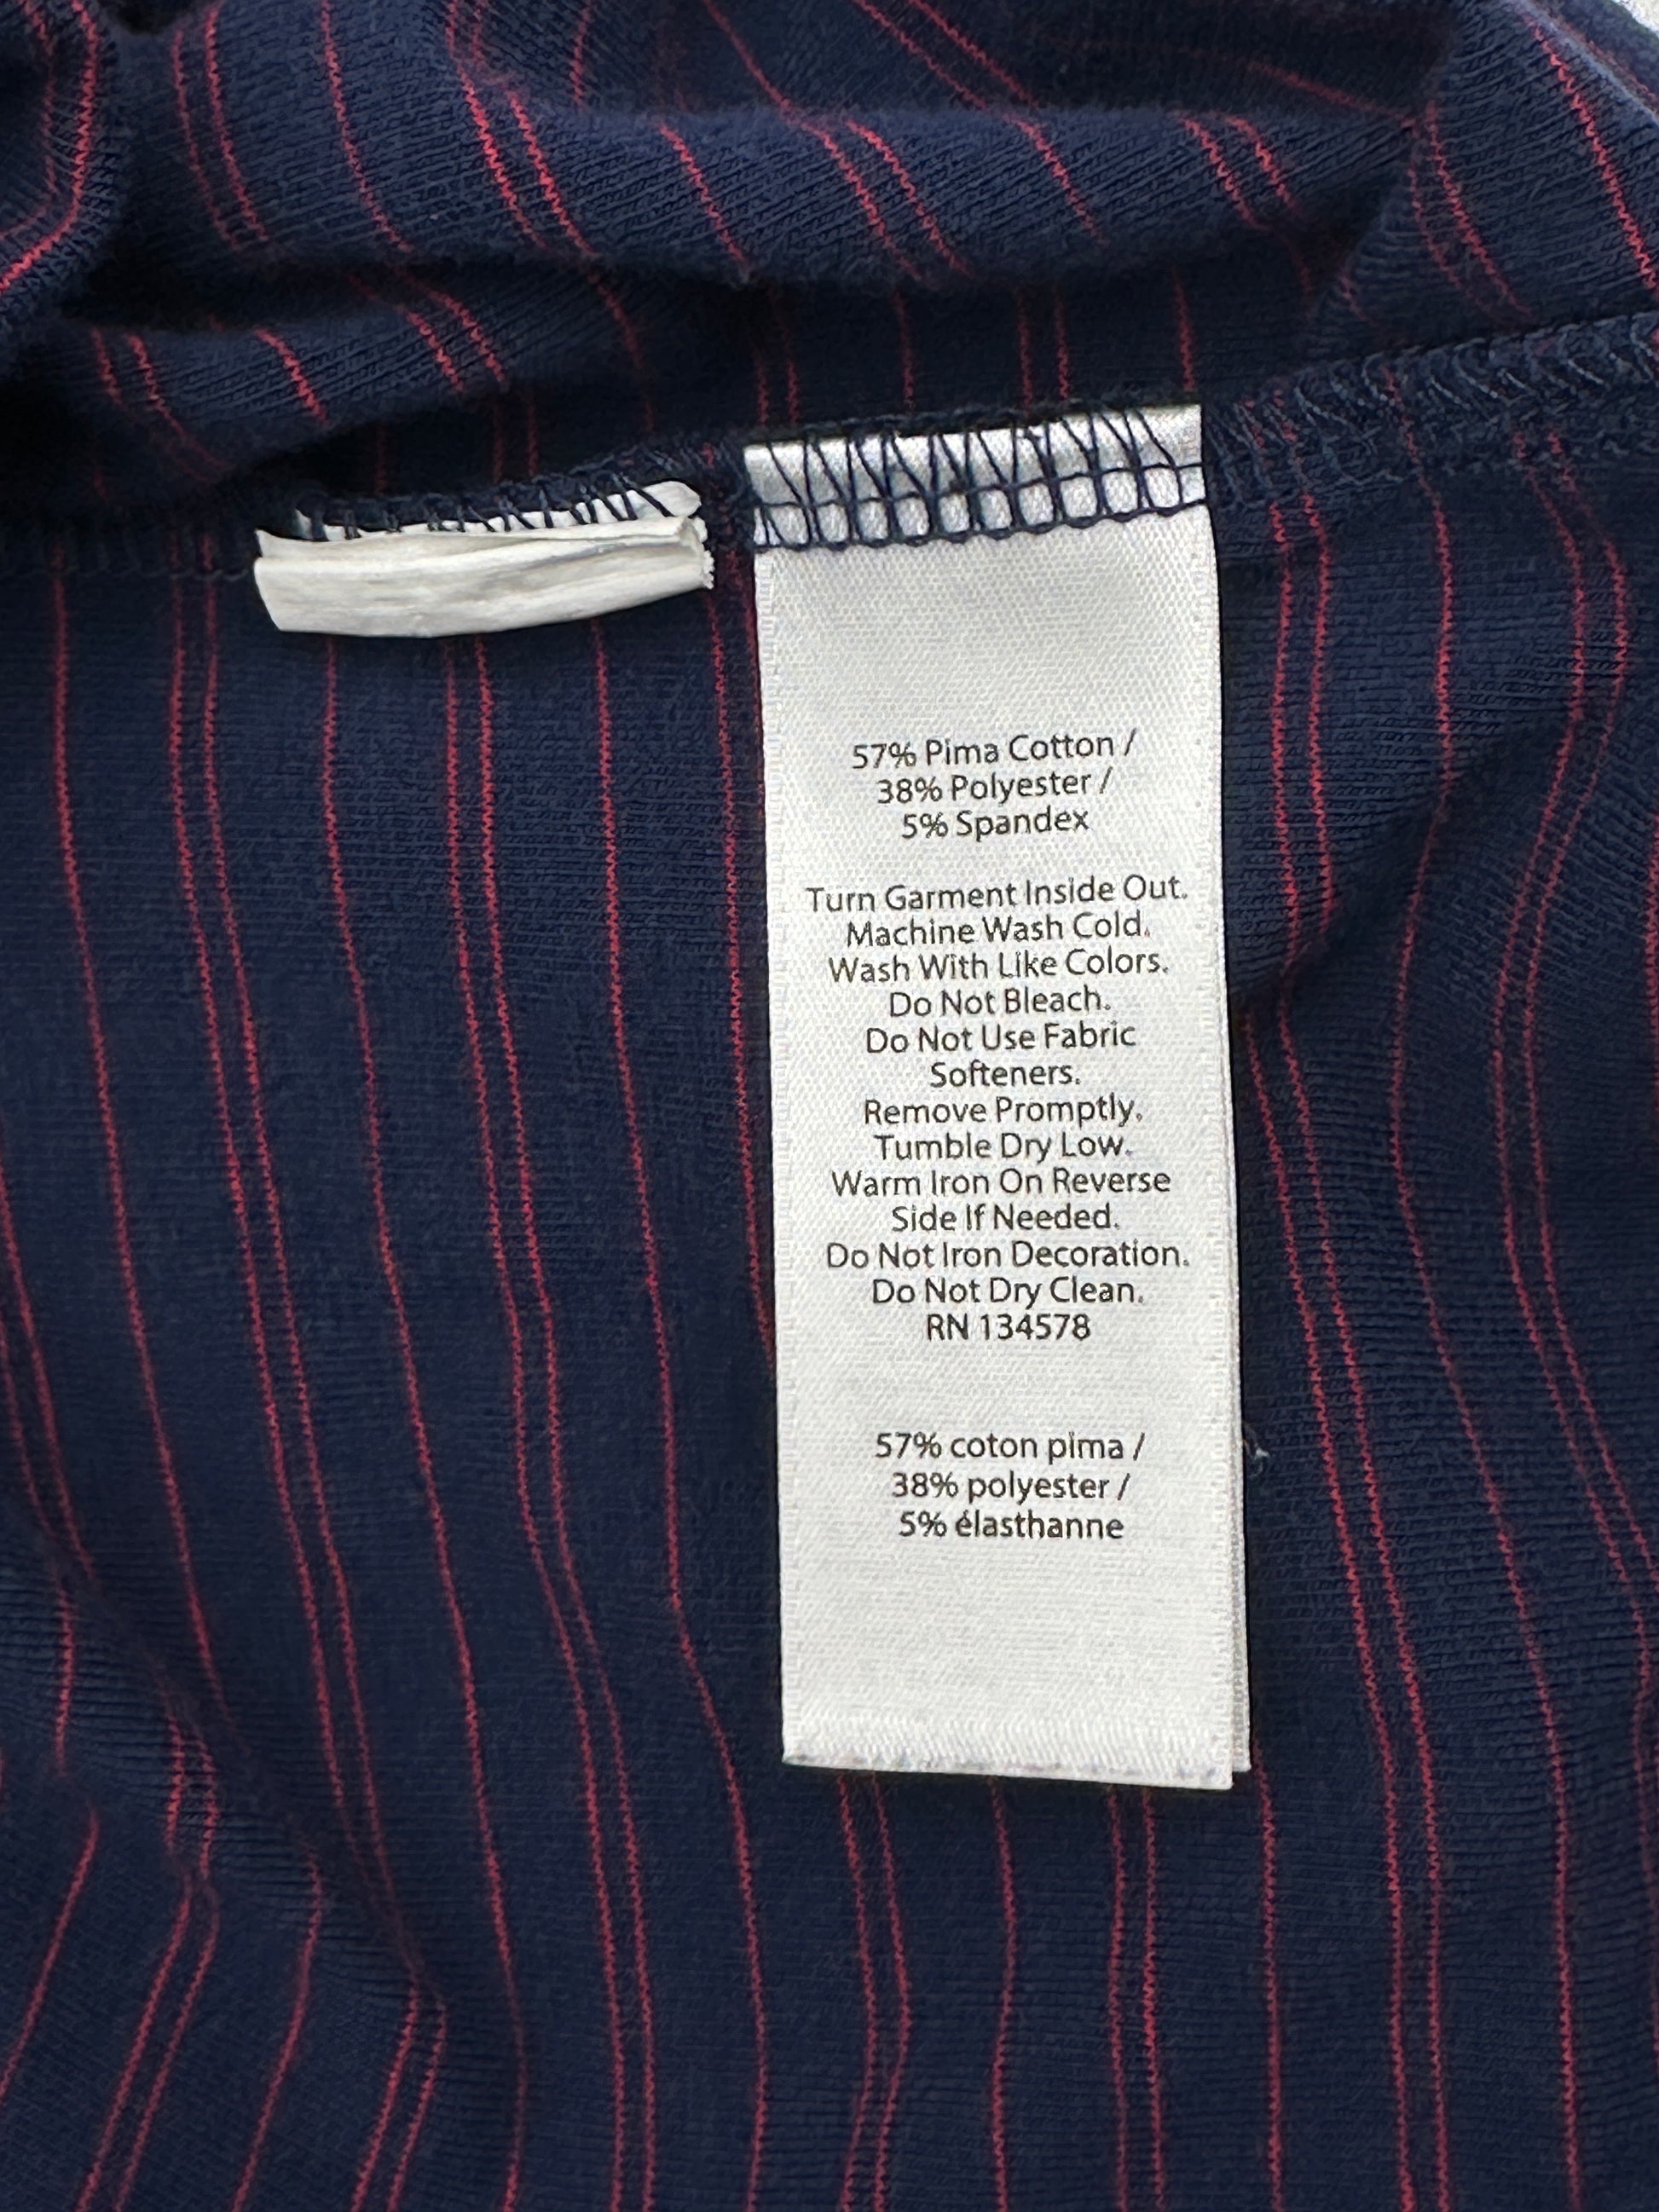 57% Pima Cotton /
38% Polyester /
5% Spandex
Turn Garment Inside Out.
Machine Wash Cold.
Wash With Like Colors.
Do Not Bleach.
Do Not Use Fabric
Softeners.
Remove Promptly.
Tumble Dry Low.
Warm Iron On Reverse
Side If Needed.
Do Not Iron Decoration.
Do Not Dry Clean.
RN 134578
57% coton pima /
38% polyester /
5% élasthanne